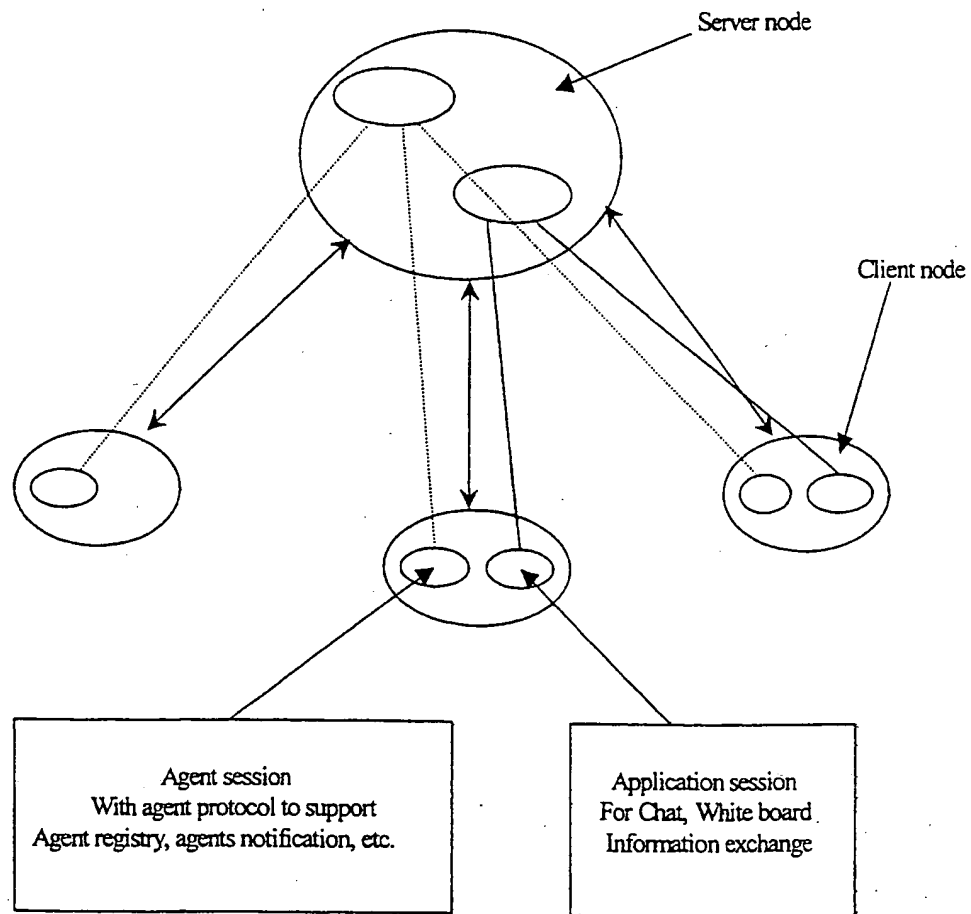 Server node
Client node
Agent session
With agent protocol to support
Agent registry, agents notification, etc.
Application session
For Chat, White board
Information exchange